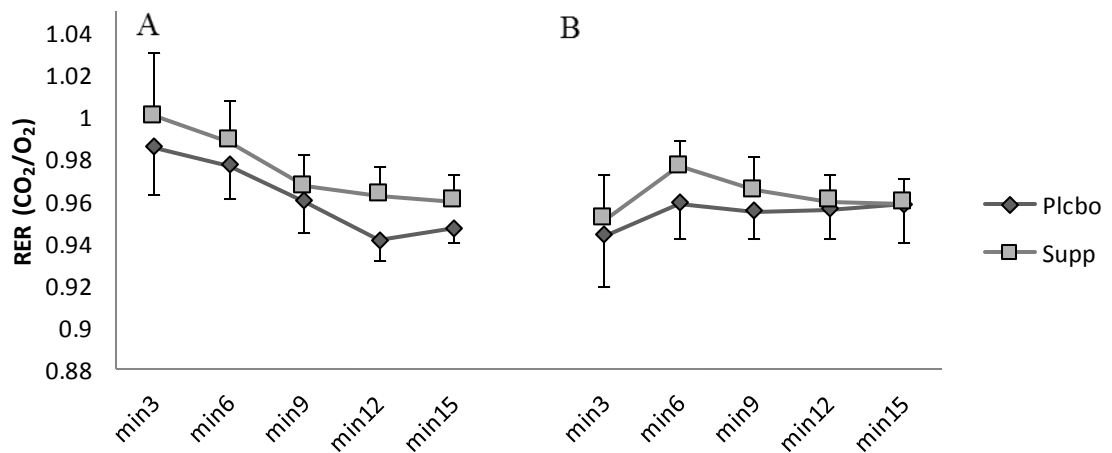 A
B
1.04
1.02
1
0.98
0.96
0.94
0.92
0.9
0.88
RER (CO₂/O₂)
min3
min6
min9
min12
min15
min3
min6
min9
min12
min15
Plcbo
Supp